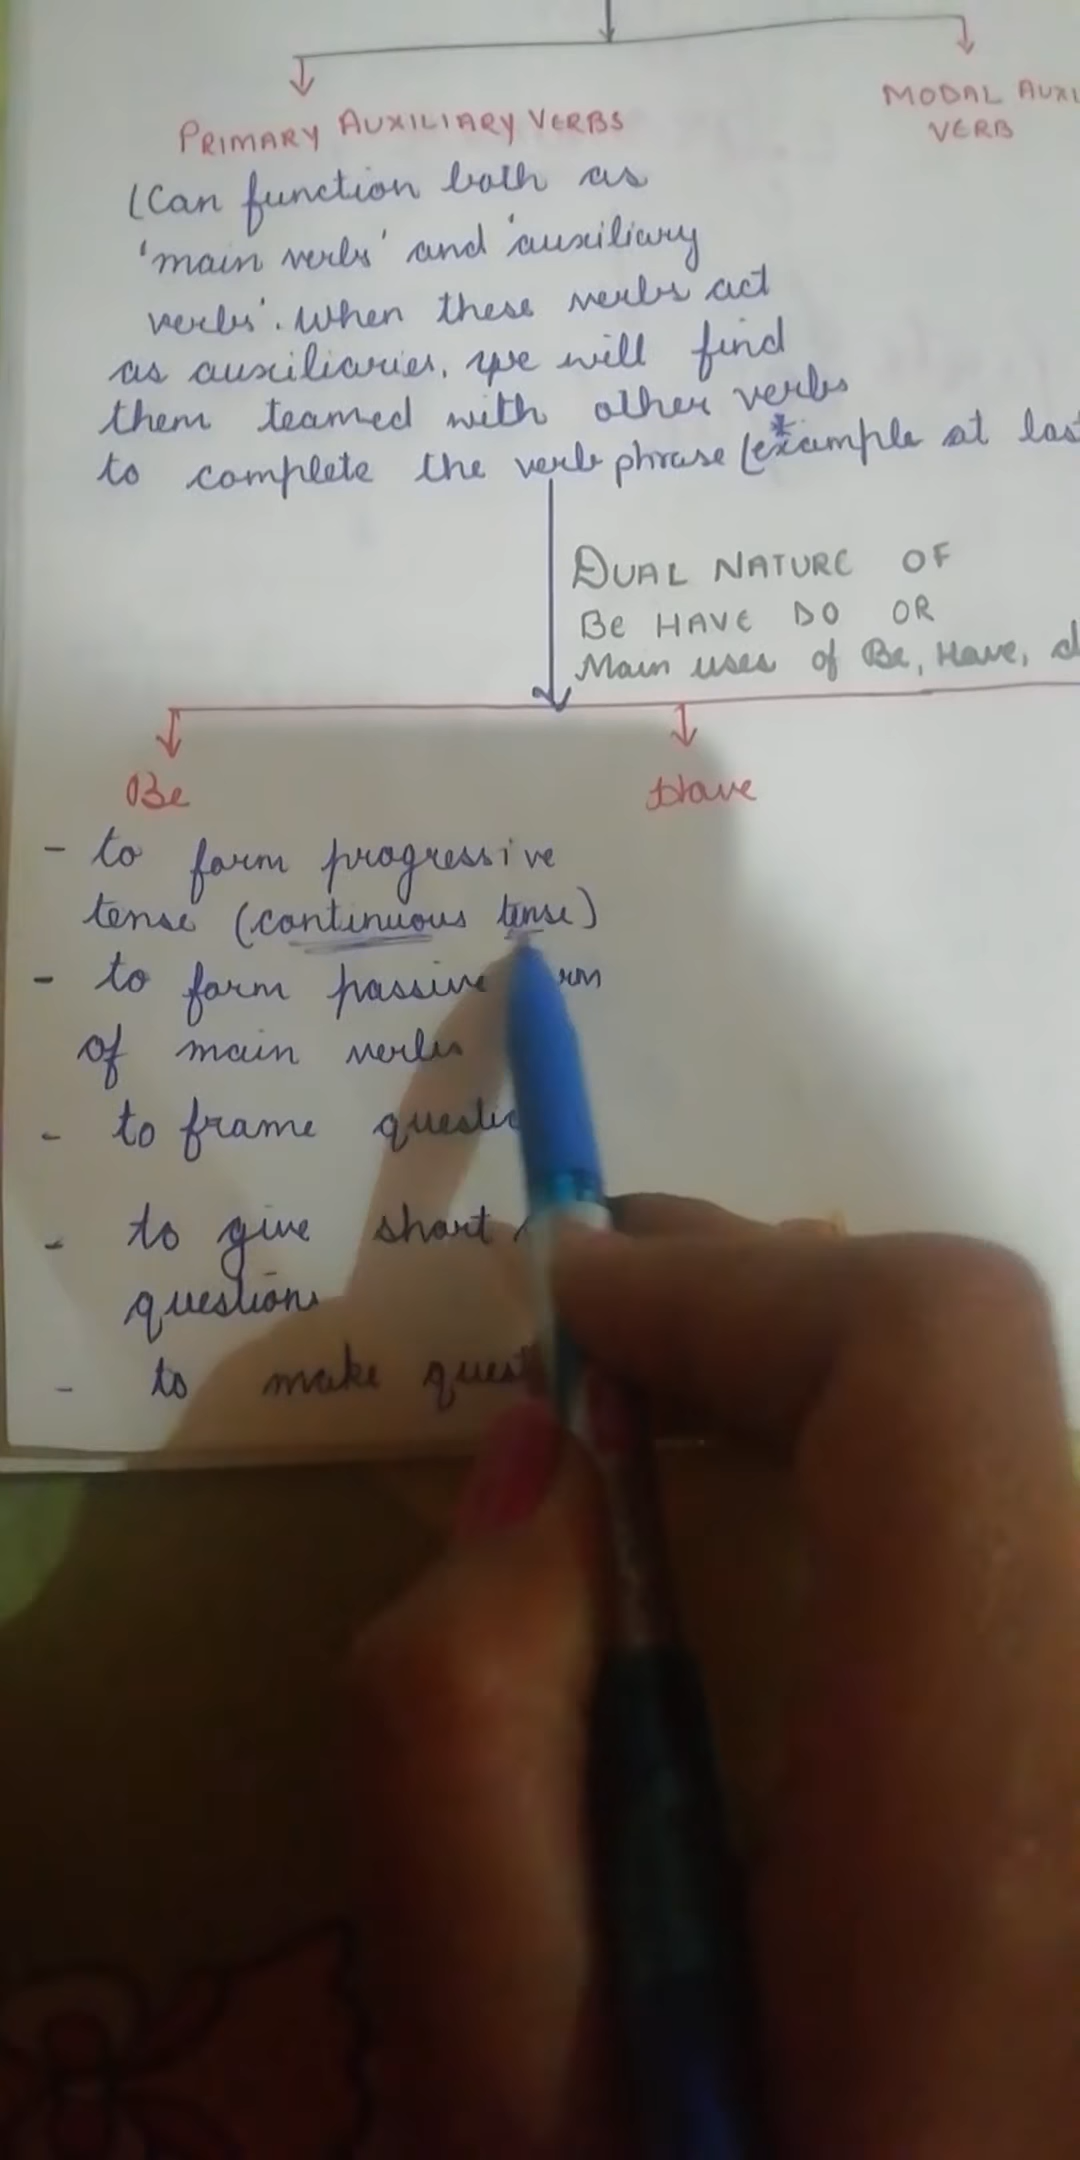 PRIMARY AUXILIARY VERBS
MODAL AUXI
VERB
(Can function both as
'main verbs' and 'auxiliary
verbs'. When these verbs act
as auxiliaries, we will find
them teamed with other verbs
to complete the verb phrase (*example at last
DUAL NATURE OF
Be HAVE DO OR
Main uses of Be, Have, d
Be
Have
- to form progressive
tense (continuous tense)
- to form passive
of main verbs
- to frame
- to give short
questions
- to make